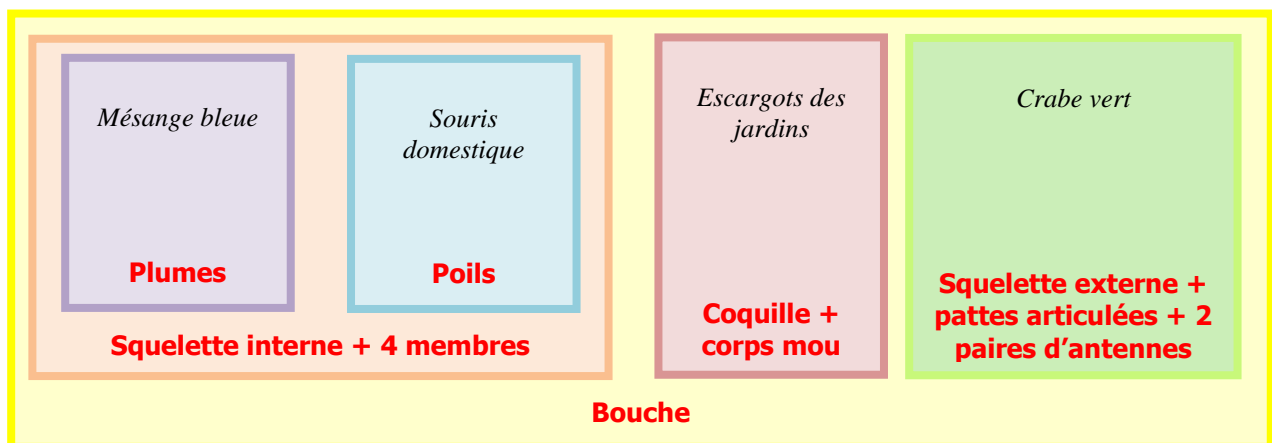 Mésange bleue
Plumes
Souris
domestique
Poils
Squelette interne + 4 membres
Escargots des
jardins
Coquille +
corps mou
Crabe vert
Squelette externe +
pattes articulées + 2
paires d’antennes
Bouche